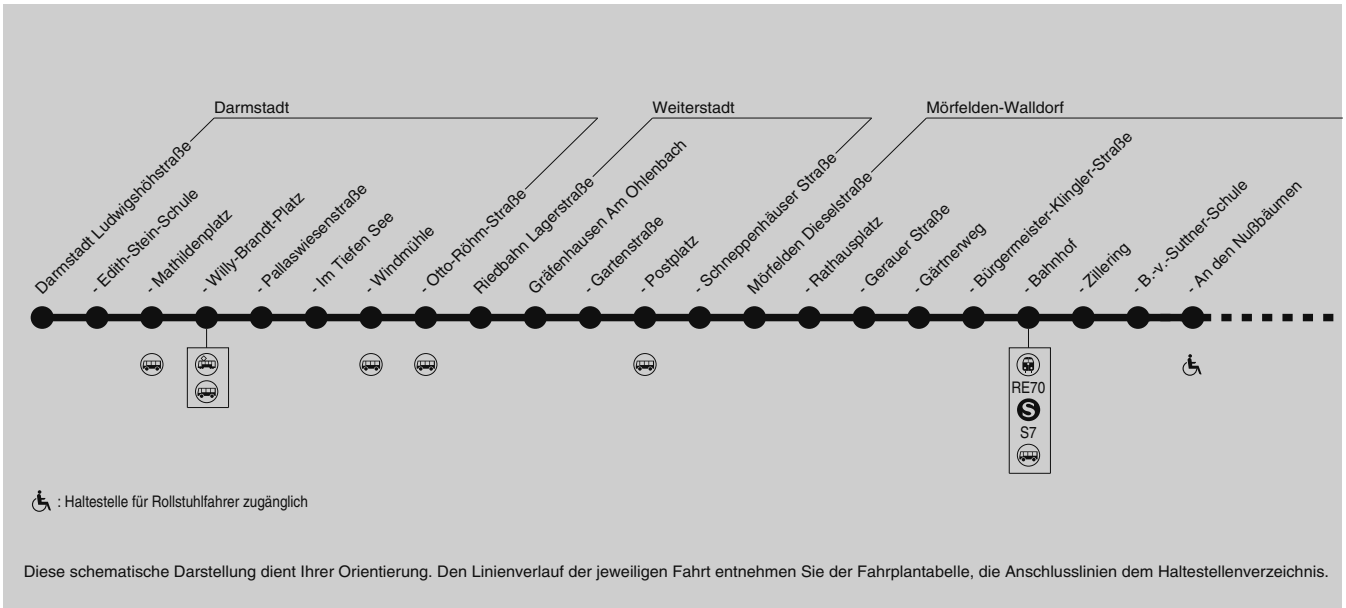 Darmstadt
Weiterstadt
Mörfelden-Walldorf
Darmstadt Ludwigshöhstraße
- Edith-Stein-Schule
- Mathildenplatz
- Willy-Brandt-Platz
- Pallaswiesenstraße
- Im Tiefen See
- Windmühle
- Otto-Röhm-Straße
Riedbahn Lagerstraße
Gräfenhausen Am Ohlenbach
- Gartenstraße
- Postplatz
- Schneppenhäuser Straße
Mörfelden Dieselstraße
- Rathausplatz
- Gerauer Straße
- Gärtnerweg
- Bürgermeister-Klingler-Straße
- Bahnhof
- Zillering
- B.-v.-Suttner-Schule
- An den Nußbäumen
RE70
S
S7
: Haltestelle für Rollstuhlfahrer zugänglich
Diese schematische Darstellung dient Ihrer Orientierung. Den Linienverlauf der jeweiligen Fahrt entnehmen Sie der Fahrplantabelle, die Anschlusslinien dem Haltestellenverzeichnis.